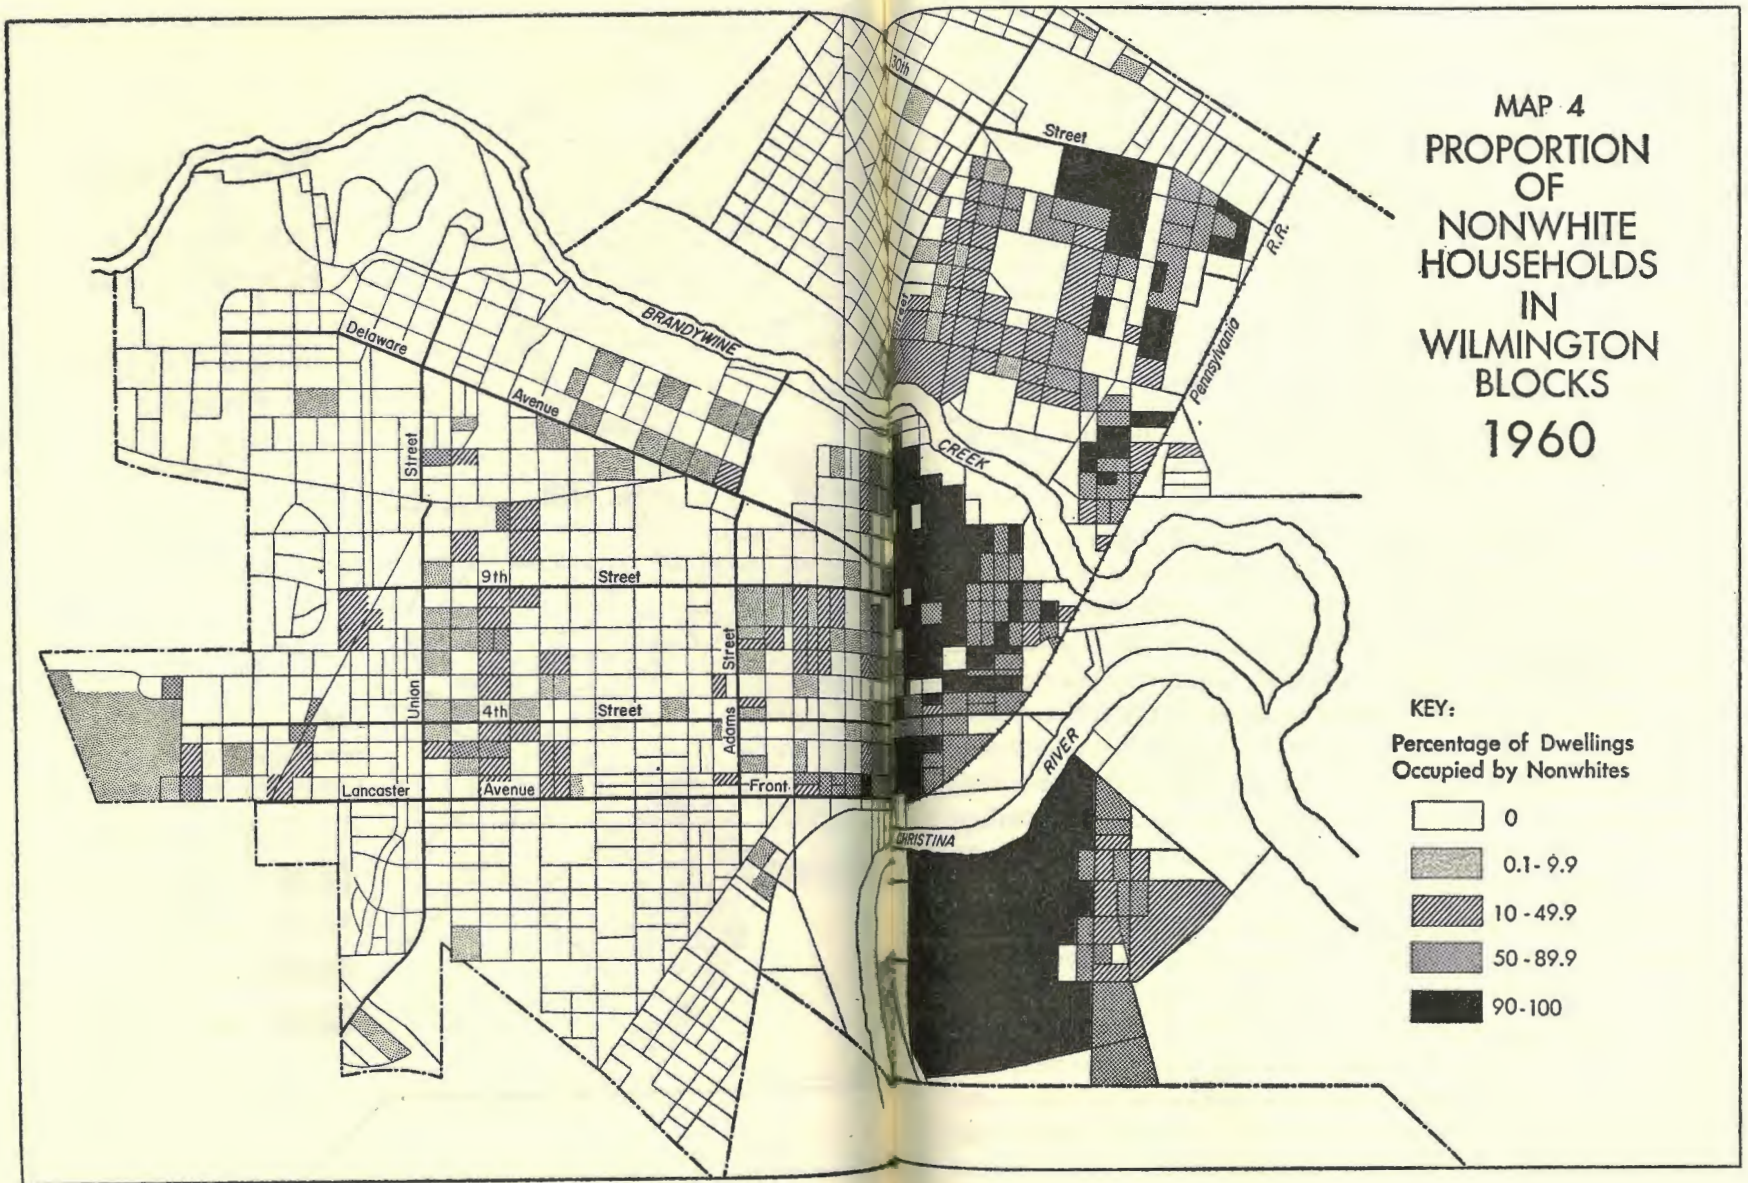 MAP 4
PROPORTION
OF
NONWHITE
HOUSEHOLDS
IN
WILMINGTON
BLOCKS
1960
30th
Street
R.R.
Pennsylvania
BRANDYWINE
CREEK
Delaware
Avenue
Street
9th
Street
Street
Union
4th
Street
Adams
Lancaster
Avenue
Front
RIVER
CHRISTINA
KEY:
Percentage of Dwellings
Occupied by Nonwhites
0
0.1-9.9
10-49.9
50-89.9
90-100